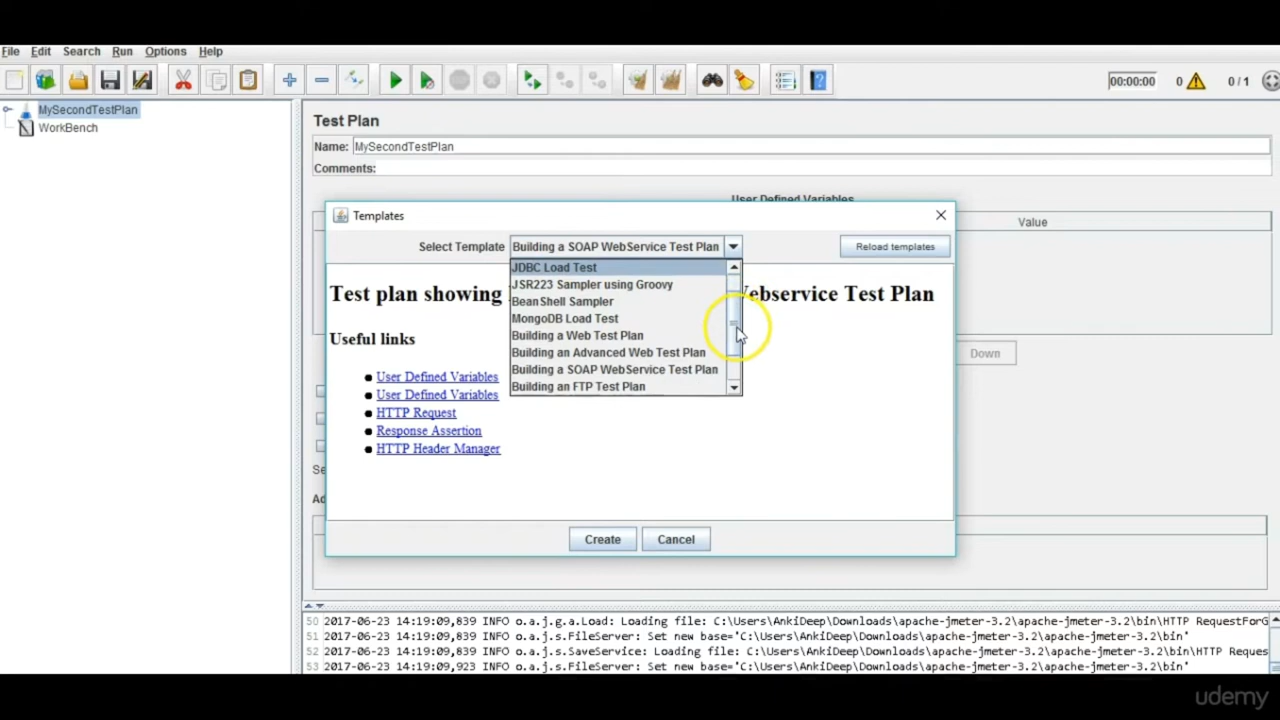 File Edit Search Run Options Help
00:00:00 0 0 / 1
MySecondTestPlan
WorkBench
Test Plan
Name: MySecondTestPlan
Comments:
User Defined Variables
Value
Templates
Select Template Building a SOAP WebService Test Plan Reload templates
JDBC Load Test
JSR223 Sampler using Groovy
BeanShell Sampler
MongoDB Load Test
Building a Web Test Plan
Building an Advanced Web Test Plan
Building a SOAP WebService Test Plan
Building an FTP Test Plan
Test plan showing Webservice Test Plan
Useful links
User Defined Variables
User Defined Variables
HTTP Request
Response Assertion
HTTP Header Manager
Down
Create Cancel
50 2017-06-23 14:19:09,839 INFO o.a.j.g.a.Load: Loading file: C:\Users\AnkiDeep\Downloads\apache-jmeter-3.2\apache-jmeter-3.2\bin\HTTP RequestForG
51 2017-06-23 14:19:09,839 INFO o.a.j.s.FileServer: Set new base='C:\Users\AnkiDeep\Downloads\apache-jmeter-3.2\apache-jmeter-3.2\bin'
52 2017-06-23 14:19:09,839 INFO o.a.j.s.SaveService: Loading file: C:\Users\AnkiDeep\Downloads\apache-jmeter-3.2\apache-jmeter-3.2\bin\HTTP Reques
53 2017-06-23 14:19:09,923 INFO o.a.j.s.FileServer: Set new base='C:\Users\AnkiDeep\Downloads\apache-jmeter-3.2\apache-jmeter-3.2\bin'
udemy